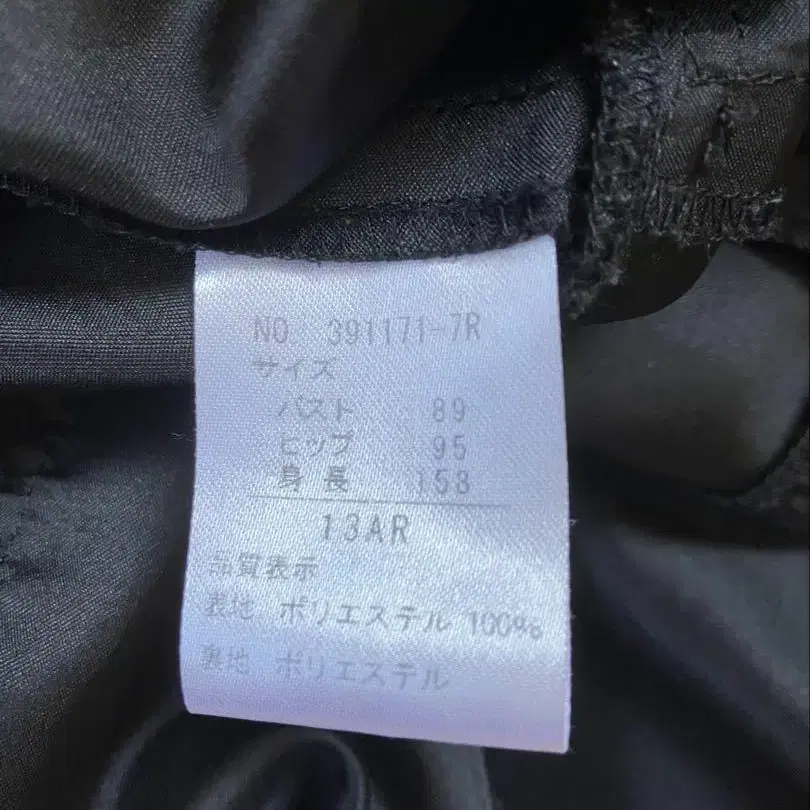 NO 391171-7R
サイズ
バスト 89
ヒップ 95
身長 158
13AR
品質表示
表地 ポリエステル 100%
裏地 ポリエステル